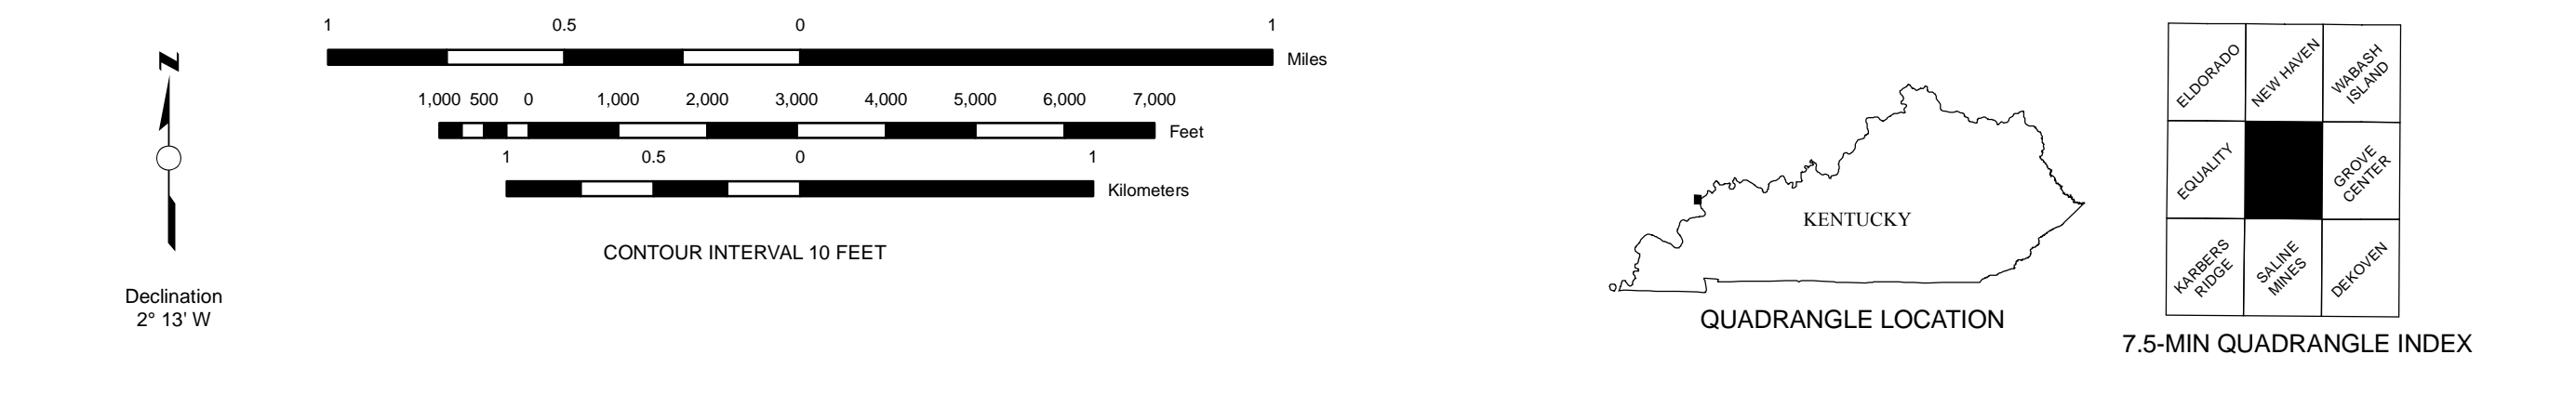 N
Declination
2° 13' W
1 0.5 0 1
Miles
1,000 500 0 1,000 2,000 3,000 4,000 5,000 6,000 7,000
Feet
1 0.5 0 1
Kilometers
CONTOUR INTERVAL 10 FEET
KENTUCKY
QUADRANGLE LOCATION
ELDORADO
NEW HAVEN
WABASH
ISLAND
EQUALITY
GROVE
CENTER
KARBERS
RIDGE
SALINE
MINES
DEKOVEN
7.5-MIN QUADRANGLE INDEX